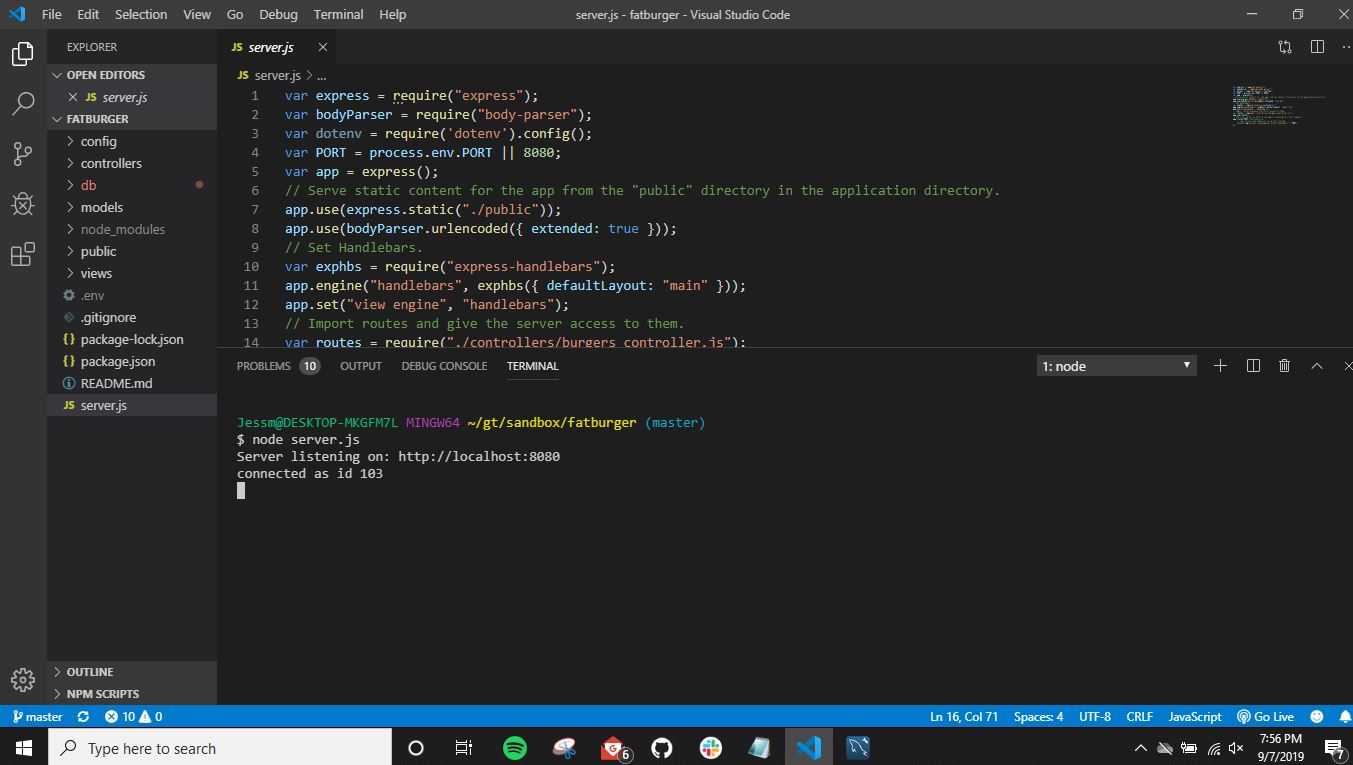 File Edit Selection View Go Debug Terminal Help server.js - fatburger - Visual Studio Code
EXPLORER
OPEN EDITORS
JS server.js
FATBURGER
config
controllers
db
models
node_modules
public
views
.env
.gitignore
{} package-lock.json
{} package.json
README.md
JS server.js
OUTLINE
NPM SCRIPTS
JS server.js
JS server.js > ...
1 var express = require("express");
2 var bodyParser = require("body-parser");
3 var dotenv = require('dotenv').config();
4 var PORT = process.env.PORT || 8080;
5 var app = express();
6 // Serve static content for the app from the "public" directory in the application directory.
7 app.use(express.static("./public"));
8 app.use(bodyParser.urlencoded({ extended: true }));
9 // Set Handlebars.
10 var exphbs = require("express-handlebars");
11 app.engine("handlebars", exphbs({ defaultLayout: "main" }));
12 app.set("view engine", "handlebars");
13 // Import routes and give the server access to them.
14 var routes = require("./controllers/burgers_controller.js");
PROBLEMS 10 OUTPUT DEBUG CONSOLE TERMINAL 1: node
Jessm@DESKTOP-MKGFM7L MINGW64 ~/gt/sandbox/fatburger (master)
$ node server.js
Server listening on: http://localhost:8080
connected as id 103
master 10 0 Ln 16, Col 71 Spaces: 4 UTF-8 CRLF JavaScript Go Live
Type here to search 6 7:56 PM
9/7/2019 7